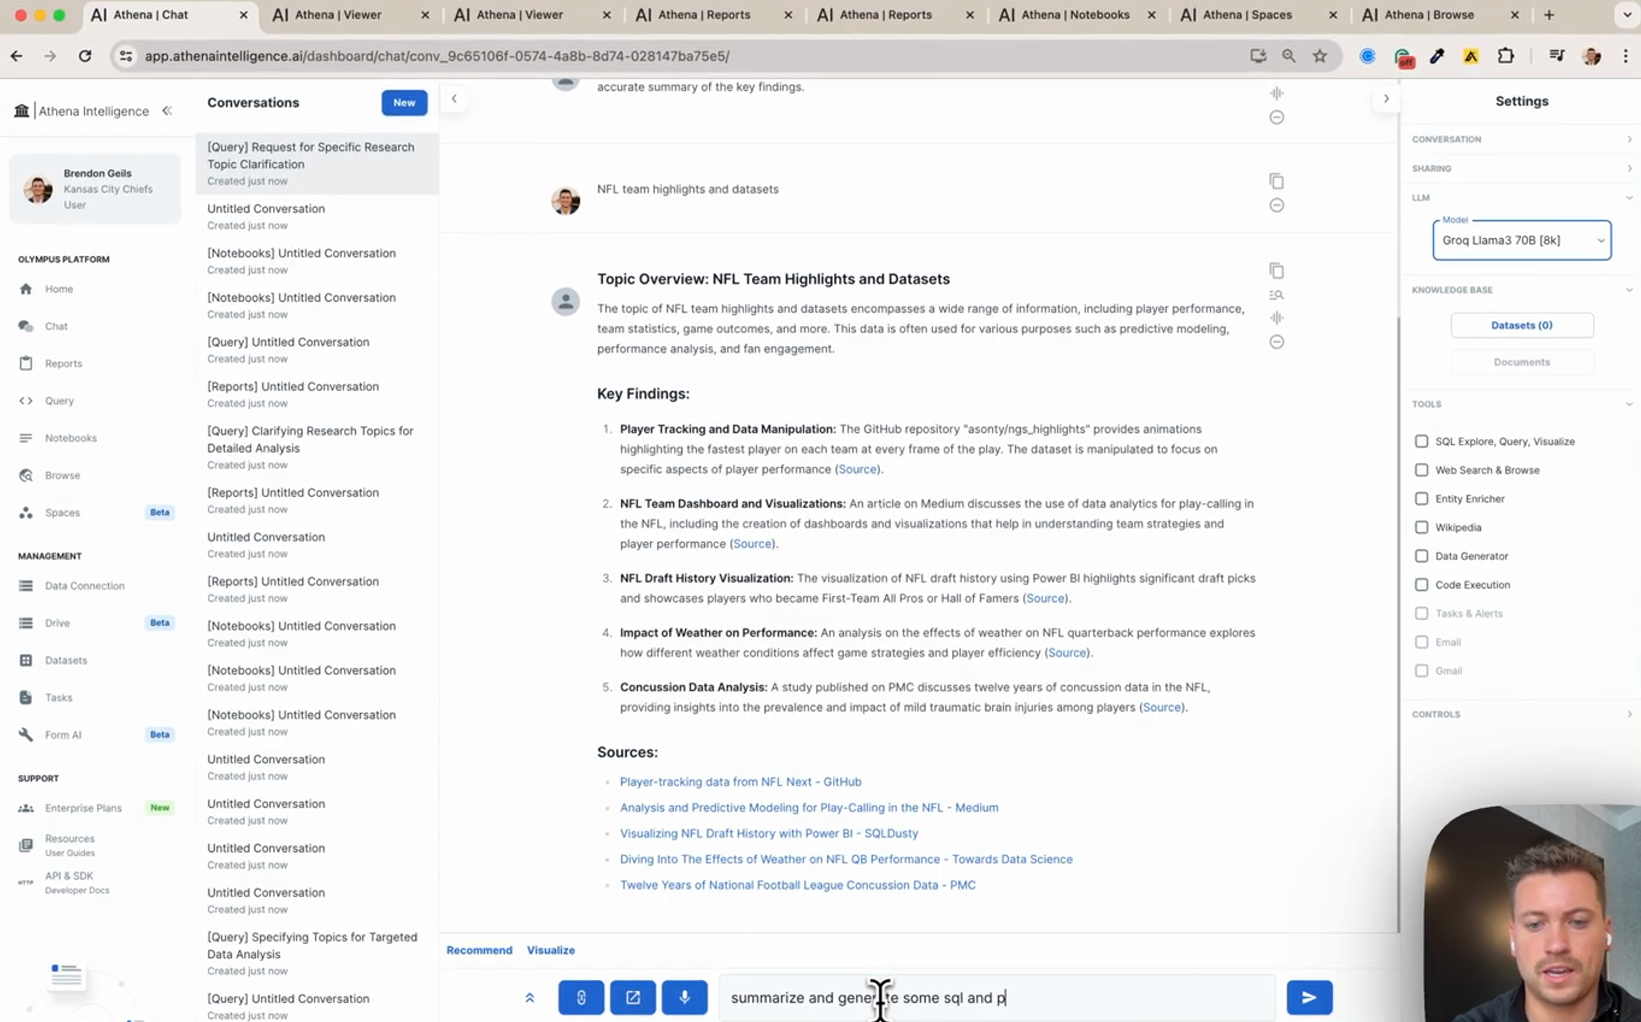 Athena | Chat
Athena | Viewer
Athena | Viewer
Athena | Reports
Athena | Reports
Athena | Notebooks
Athena | Spaces
Athena | Browse
app.athenaintelligence.ai/dashboard/chat/conv_9c65106f-0574-4a8b-8d74-028147ba75e5/
off
Athena Intelligence
Brendon Geils
Kansas City Chiefs
User
OLYMPUS PLATFORM
Home
Chat
Reports
Query
Notebooks
Browse
Spaces Beta
MANAGEMENT
Data Connection
Drive Beta
Datasets
Tasks
Form AI Beta
SUPPORT
Enterprise Plans New
Resources
User Guides
HTTP
API & SDK
Developer Docs
Conversations New
[Query] Request for Specific Research
Topic Clarification
Created just now
Untitled Conversation
Created just now
[Notebooks] Untitled Conversation
Created just now
[Notebooks] Untitled Conversation
Created just now
[Query] Untitled Conversation
Created just now
[Reports] Untitled Conversation
Created just now
[Query] Clarifying Research Topics for
Detailed Analysis
Created just now
[Reports] Untitled Conversation
Created just now
Untitled Conversation
Created just now
[Reports] Untitled Conversation
Created just now
[Notebooks] Untitled Conversation
Created just now
[Notebooks] Untitled Conversation
Created just now
[Notebooks] Untitled Conversation
Created just now
Untitled Conversation
Created just now
Untitled Conversation
Created just now
Untitled Conversation
Created just now
Untitled Conversation
Created just now
[Query] Specifying Topics for Targeted
Data Analysis
Created just now
[Query] Untitled Conversation
Created just now
accurate summary of the key findings.
NFL team highlights and datasets
Topic Overview: NFL Team Highlights and Datasets
The topic of NFL team highlights and datasets encompasses a wide range of information, including player performance,
team statistics, game outcomes, and more. This data is often used for various purposes such as predictive modeling,
performance analysis, and fan engagement.
Key Findings:
1. Player Tracking and Data Manipulation: The GitHub repository "asonty/ngs_highlights" provides animations
highlighting the fastest player on each team at every frame of the play. The dataset is manipulated to focus on
specific aspects of player performance (Source).
2. NFL Team Dashboard and Visualizations: An article on Medium discusses the use of data analytics for play-calling in
the NFL, including the creation of dashboards and visualizations that help in understanding team strategies and
player performance (Source).
3. NFL Draft History Visualization: The visualization of NFL draft history using Power BI highlights significant draft picks
and showcases players who became First-Team All Pros or Hall of Famers (Source).
4. Impact of Weather on Performance: An analysis on the effects of weather on NFL quarterback performance explores
how different weather conditions affect game strategies and player efficiency (Source).
5. Concussion Data Analysis: A study published on PMC discusses twelve years of concussion data in the NFL,
providing insights into the prevalence and impact of mild traumatic brain injuries among players (Source).
Sources:
Player-tracking data from NFL Next - GitHub
Analysis and Predictive Modeling for Play-Calling in the NFL - Medium
Visualizing NFL Draft History with Power BI - SQLDusty
Diving Into The Effects of Weather on NFL QB Performance - Towards Data Science
Twelve Years of National Football League Concussion Data - PMC
Recommend Visualize
summarize and generate some sql and p
Settings
CONVERSATION
SHARING
LLM
Model
Groq Llama3 70B [8k]
KNOWLEDGE BASE
Datasets (0)
Documents
TOOLS
SQL Explore, Query, Visualize
Web Search & Browse
Entity Enricher
Wikipedia
Data Generator
Code Execution
Tasks & Alerts
Email
Gmail
CONTROLS